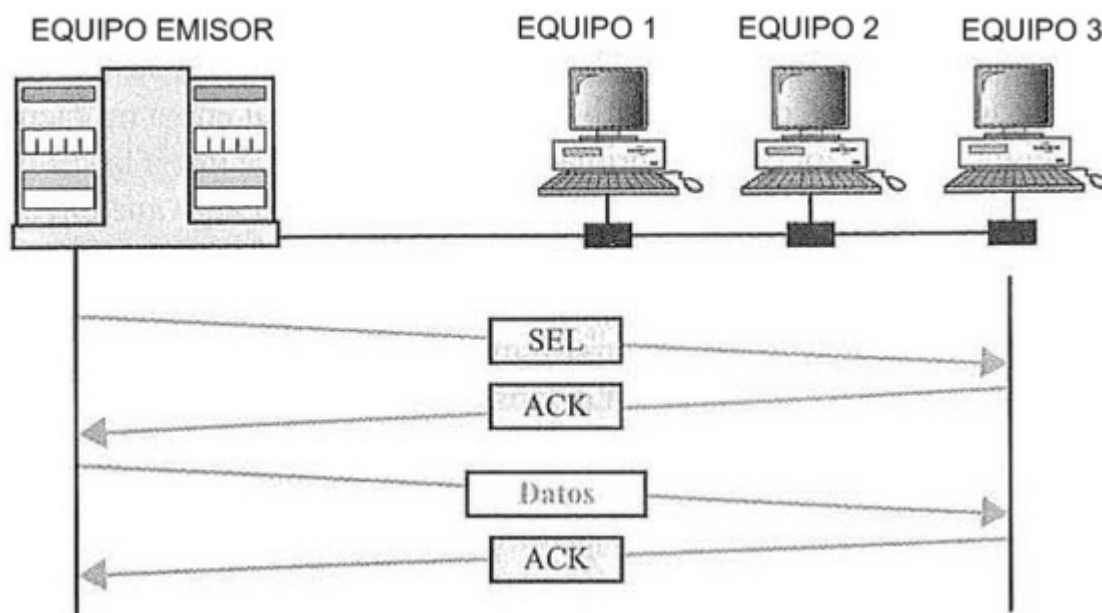 EQUIPO EMISOR
EQUIPO 1
EQUIPO 2
EQUIPO 3
SEL
ACK
Datos
ACK